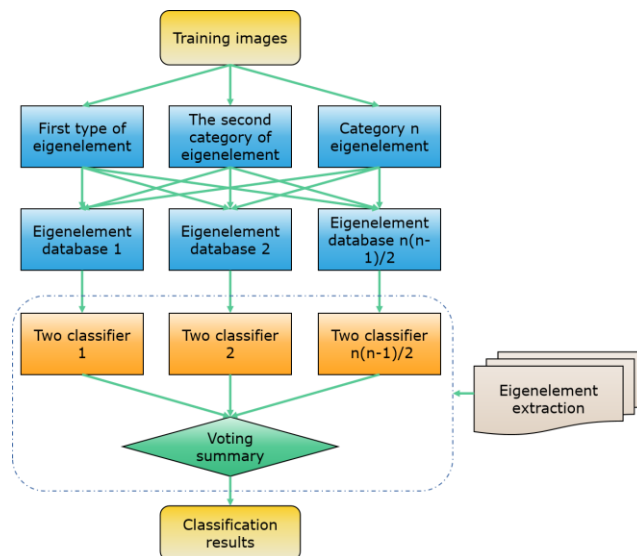 Training images
First type of
eigenelement
The second
category of
eigenelement
Category n
eigenelement
Eigenelement
database 1
Eigenelement
database 2
Eigenelement
database n(n-
1)/2
Two classifier
1
Two classifier
2
Two classifier
n(n-1)/2
Eigenelement
extraction
Voting
summary
Classification
results